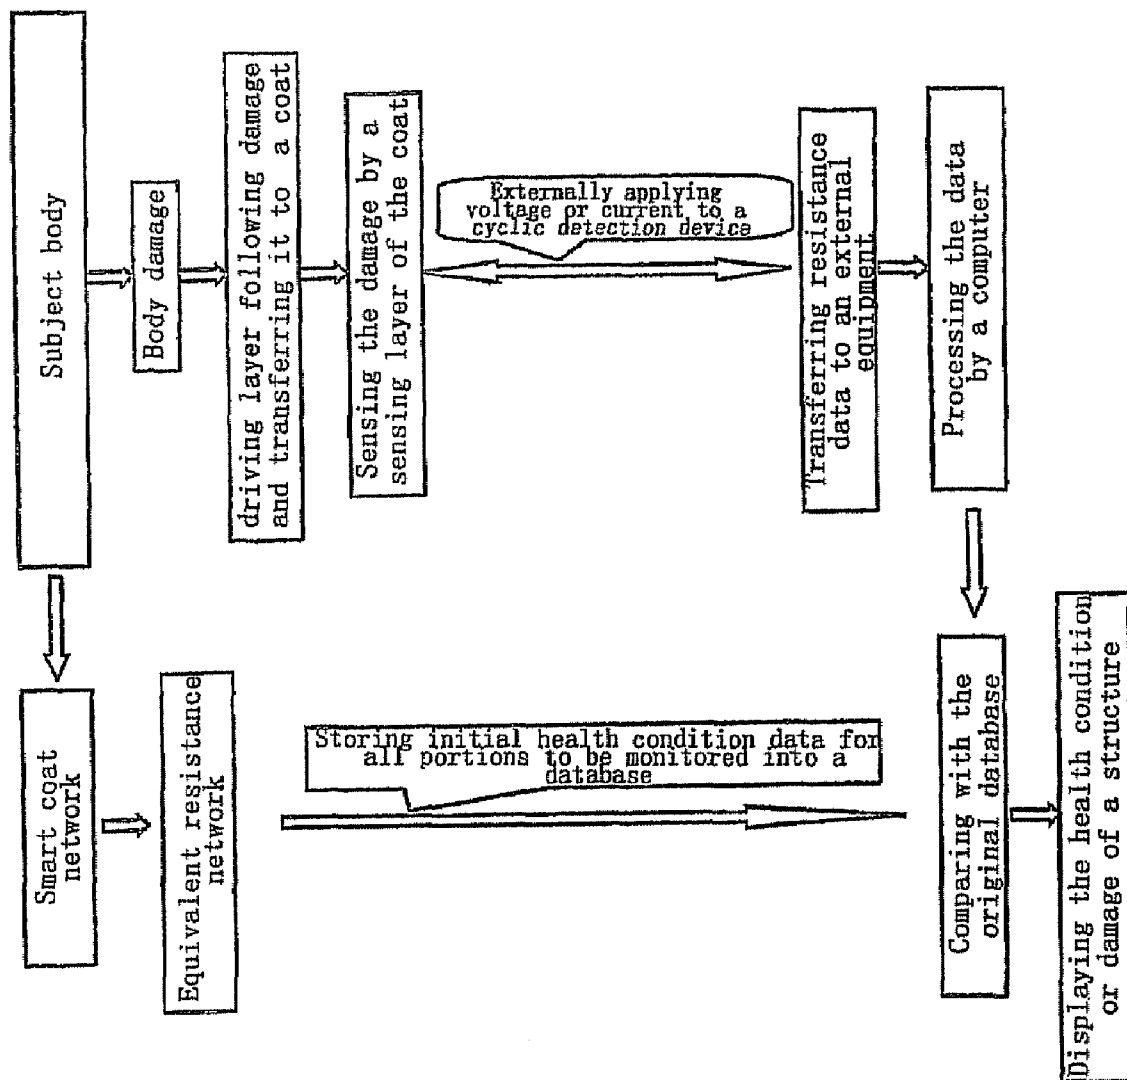 Subject body
Body damage
driving layer following damage
and transferring it to a coat
Sensing the damage by a
sensing layer of the coat
Externally applying
voltage or current to a
cyclic detection device
Transferring resistance
data to an external
equipment
Processing the data
by a computer
Smart coat
network
Equivalent resistance
network
Storing initial health condition data for
all portions to be monitored into a
database
Comparing with the
original database
Displaying the health condition
or damage of a structure